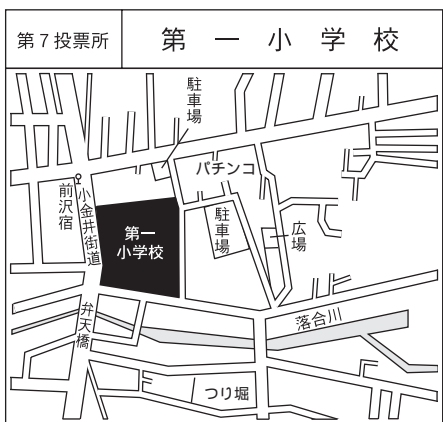 第7投票所
第一小学校
駐車場
パチンコ
前沢宿
小金井街道
第一
小学校
駐車場
広場
弁天橋
落合川
つり堀